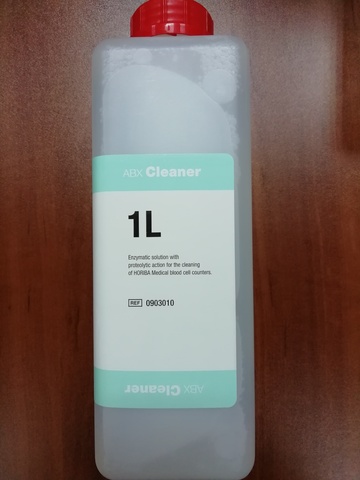 ABX Cleaner
1L
Enzymatic solution with
proteolytic action for the cleaning
of HORIBA Medical blood cell counters.
REF 0903010
ABX Cleaner